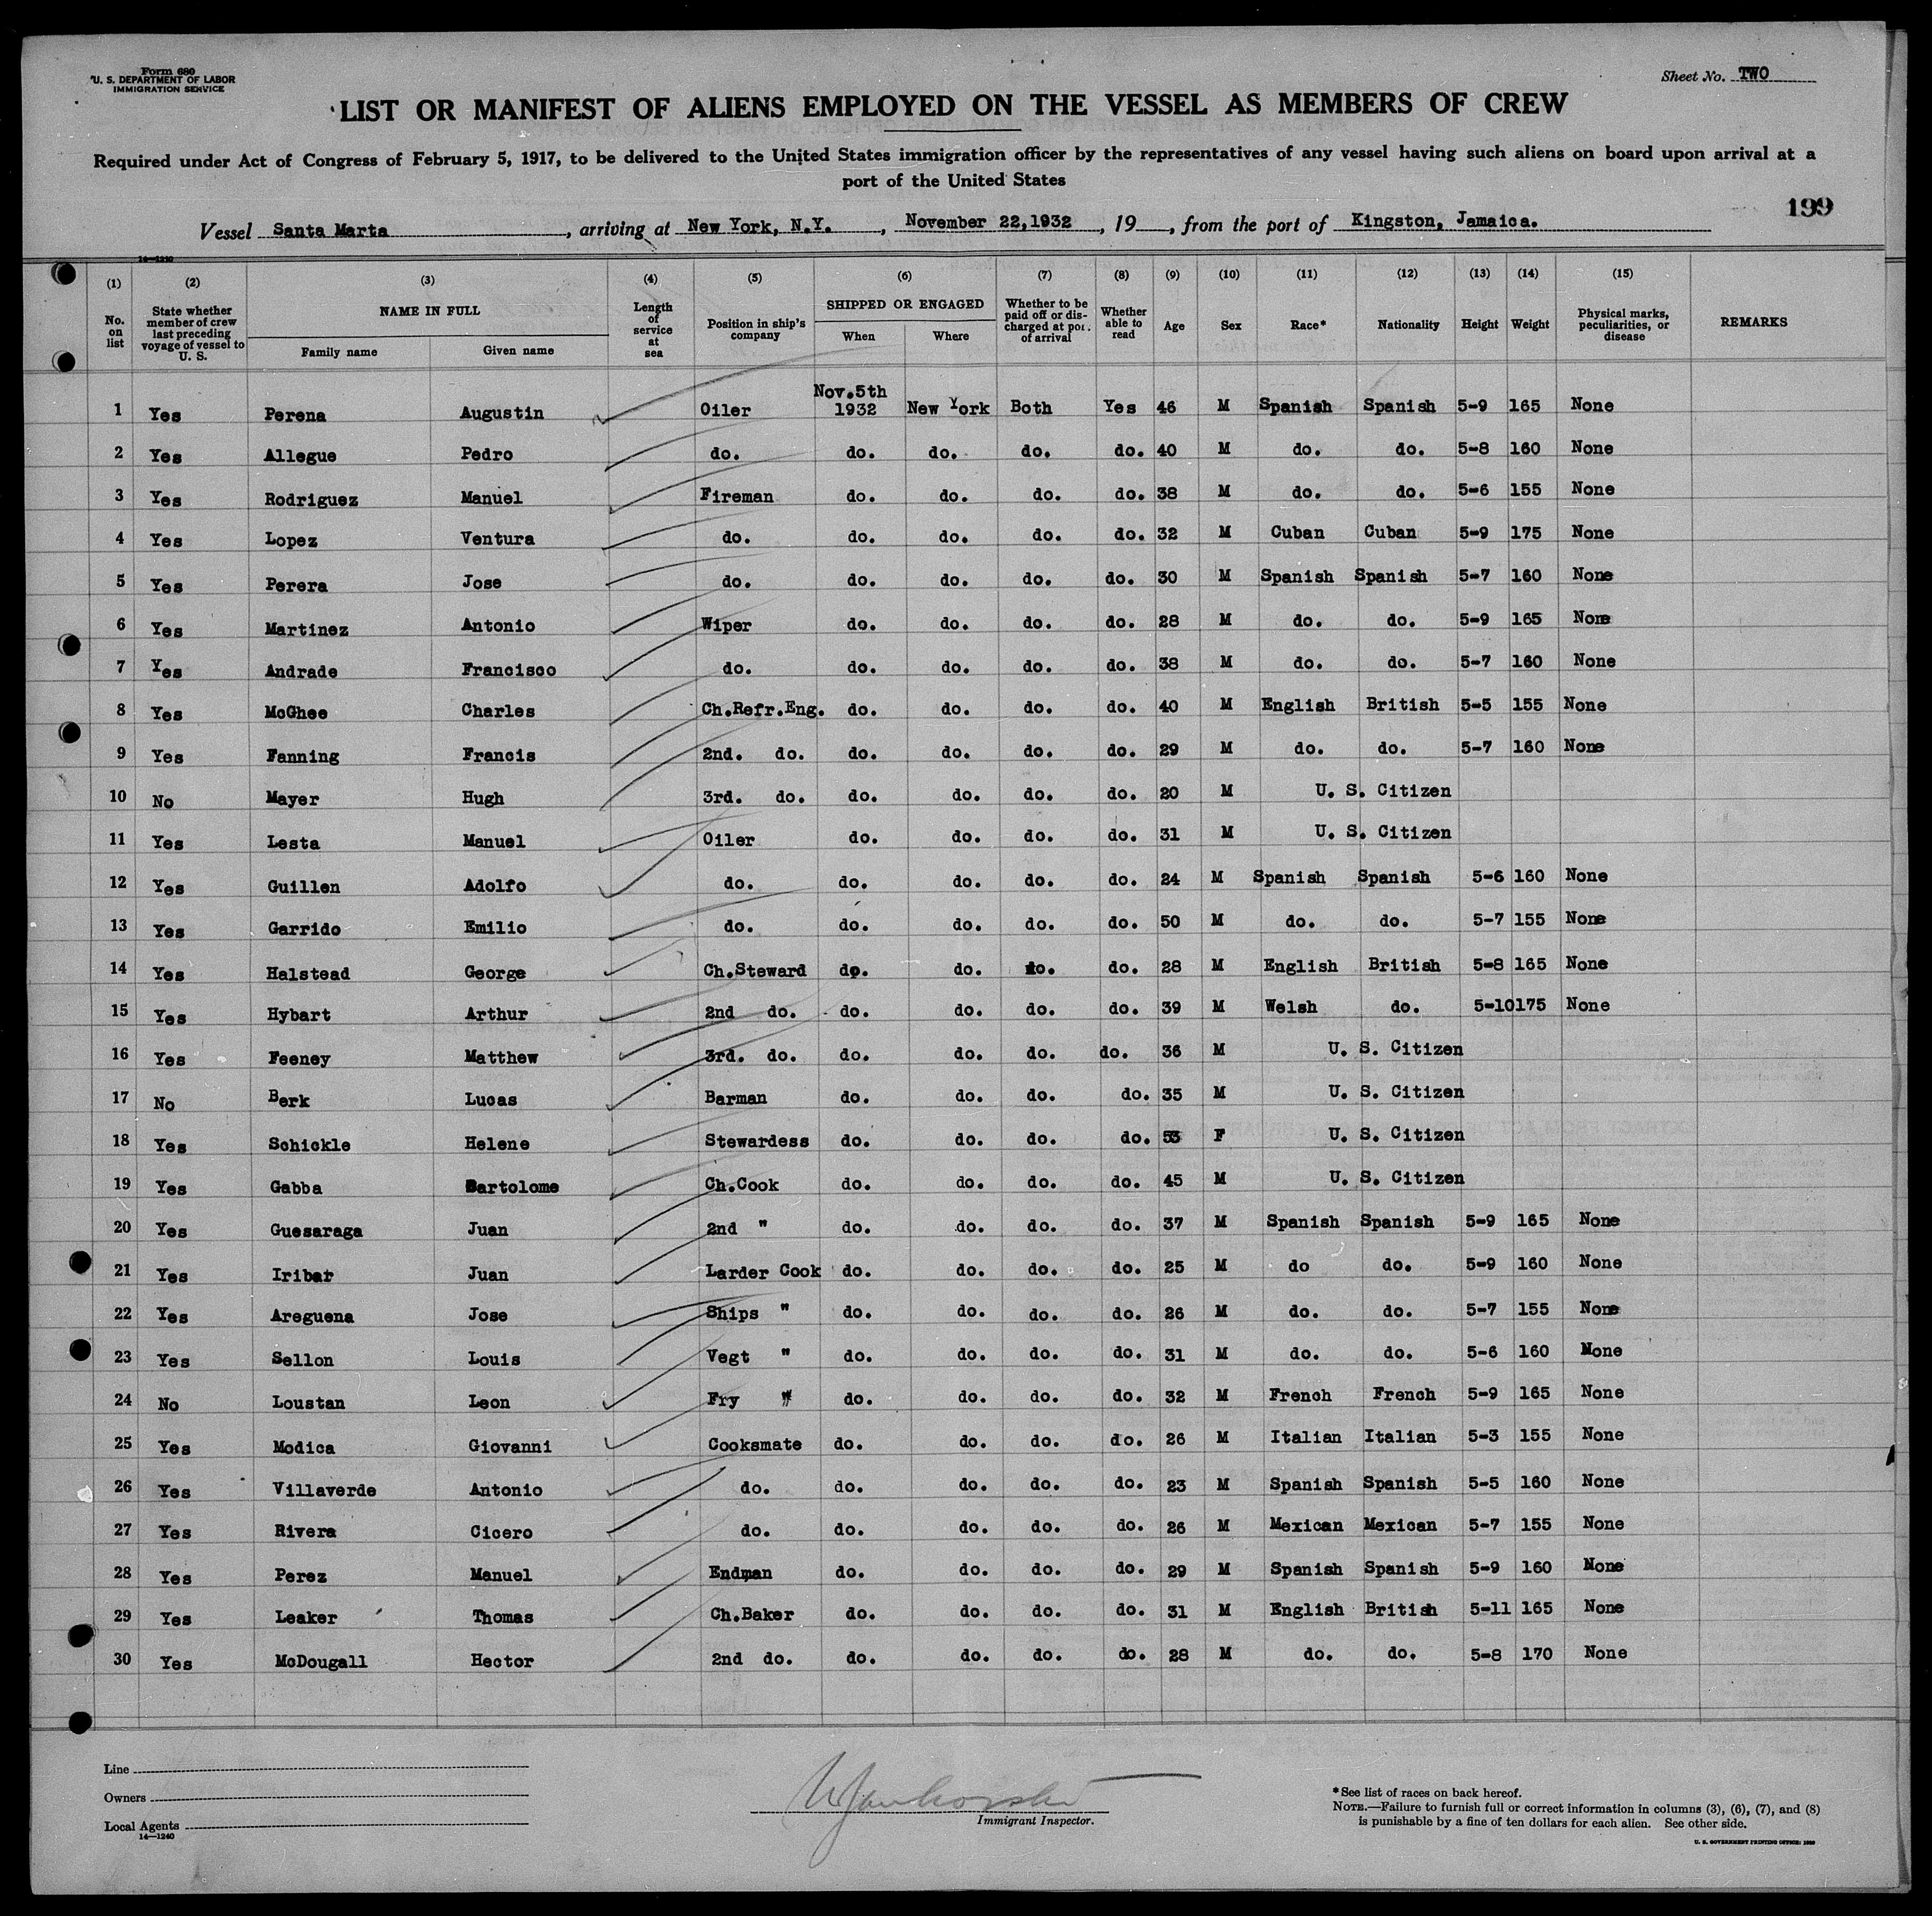 Form 680
U. S. DEPARTMENT OF LABOR
IMMIGRATION SERVICE
Sheet No. TWO
LIST OR MANIFEST OF ALIENS EMPLOYED ON THE VESSEL AS MEMBERS OF CREW
Required under Act of Congress of February 5, 1917, to be delivered to the United States immigration officer by the representatives of any vessel having such aliens on board upon arrival at a
port of the United States
199
Vessel Santa Marta, arriving at New York, N.Y., November 22,1932, 19, from the port of Kingston, Jamaica.
14—1240
(1) (2) (3) (4) (5) (6) (7) (8) (9) (10) (11) (12) (13) (14) (15)
No. on list State whether member of crew last preceding voyage of vessel to U. S. NAME IN FULL Family name Given name Length of service at sea Position in ship's company SHIPPED OR ENGAGED When Where Whether to be paid off or discharged at port of arrival Whether able to read Age Sex Race* Nationality Height Weight Physical marks, peculiarities, or disease REMARKS
1 Yes Perena Augustin Oiler Nov.5th 1932 New York Both Yes 46 M Spanish Spanish 5-9 165 None
2 Yes Allegue Pedro do. do. do. do. do. 40 M do. do. 5-8 160 None
3 Yes Rodriguez Manuel Fireman do. do. do. do. 38 M do. do. 5-6 155 None
4 Yes Lopez Ventura do. do. do. do. do. 32 M Cuban Cuban 5-9 175 None
5 Yes Perera Jose do. do. do. do. do. 30 M Spanish Spanish 5-7 160 None
6 Yes Martinez Antonio Wiper do. do. do. do. 28 M do. do. 5-9 165 None
7 Yes Andrade Francisco do. do. do. do. do. 38 M do. do. 5-7 160 None
8 Yes McGhee Charles Ch.Refr.Eng. do. do. do. do. 40 M English British 5-5 155 None
9 Yes Fanning Francis 2nd. do. do. do. do. do. 29 M do. do. 5-7 160 None
10 No Mayer Hugh 3rd. do. do. do. do. do. 20 M U. S. Citizen
11 Yes Lesta Manuel Oiler do. do. do. do. 31 M U. S. Citizen
12 Yes Guillen Adolfo do. do. do. do. do. 24 M Spanish Spanish 5-6 160 None
13 Yes Garrido Emilio do. do. do. do. do. 50 M do. do. 5-7 155 None
14 Yes Halstead George Ch.Steward do. do. do. do. 28 M English British 5-8 165 None
15 Yes Hybart Arthur 2nd do. do. do. do. do. 39 M Welsh do. 5-10 175 None
16 Yes Feeney Matthew 3rd. do. do. do. do. do. 36 M U. S. Citizen
17 No Berk Lucas Barman do. do. do. do. 35 M U. S. Citizen
18 Yes Schickle Helene Stewardess do. do. do. do. 53 F U. S. Citizen
19 Yes Gabba Bartolome Ch.Cook do. do. do. do. 45 M U. S. Citizen
20 Yes Guesaraga Juan 2nd " do. do. do. do. 37 M Spanish Spanish 5-9 165 None
21 Yes Iribar Juan Larder Cook do. do. do. do. 25 M do do. 5-9 160 None
22 Yes Areguena Jose Ships " do. do. do. do. 26 M do. do. 5-7 155 None
23 Yes Sellon Louis Vegt " do. do. do. do. 31 M do. do. 5-6 160 None
24 No Loustan Leon Fry " do. do. do. do. 32 M French French 5-9 165 None
25 Yes Modica Giovanni Cooksmate do. do. do. do. 26 M Italian Italian 5-3 155 None
26 Yes Villaverde Antonio do. do. do. do. do. 23 M Spanish Spanish 5-5 160 None
27 Yes Rivera Cicero do. do. do. do. do. 26 M Mexican Mexican 5-7 155 None
28 Yes Perez Manuel Endman do. do. do. do. 29 M Spanish Spanish 5-9 160 None
29 Yes Leaker Thomas Ch.Baker do. do. do. do. 31 M English British 5-11 165 None
30 Yes McDougall Hector 2nd do. do. do. do. do. 28 M do. do. 5-8 170 None
Line
Owners
Local Agents
14—1240
Immigrant Inspector.
*See list of races on back hereof.
NOTE.—Failure to furnish full or correct information in columns (3), (6), (7), and (8)
is punishable by a fine of ten dollars for each alien. See other side.
U. S. GOVERNMENT PRINTING OFFICE: